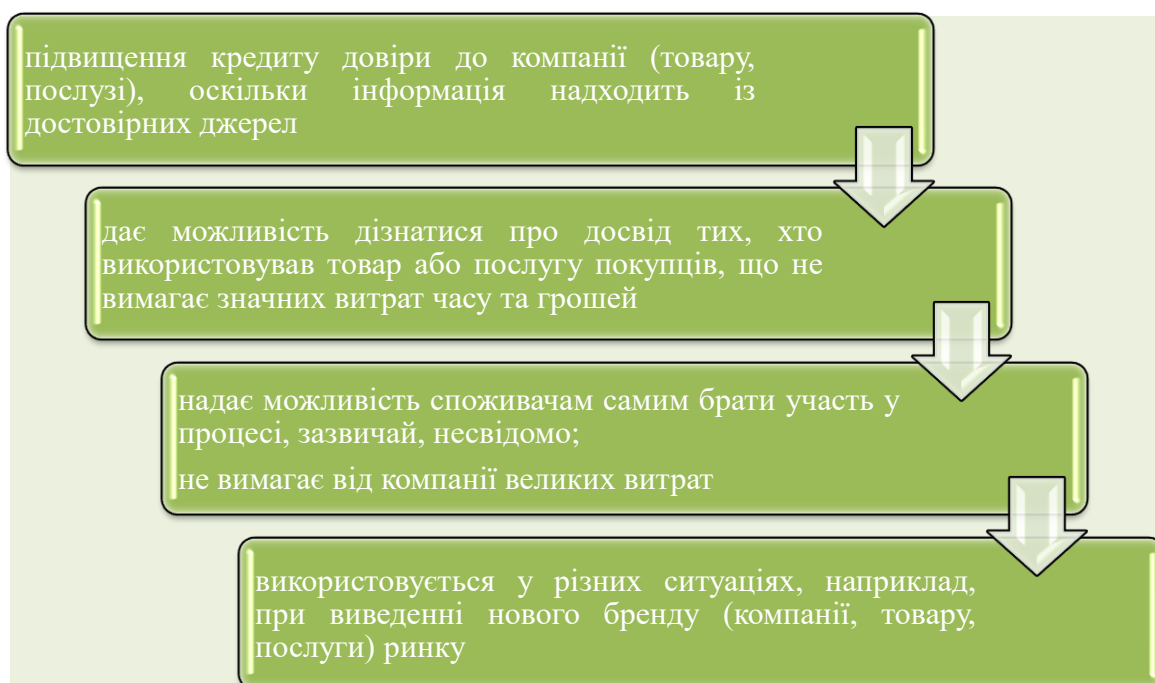 підвищення кредиту довіри до компанії (товару,
послузі), оскільки інформація надходить із
достовірних джерел
дає можливість дізнатися про досвід тих, хто
використовував товар або послугу покупців, що не
вимагає значних витрат часу та грошей
надає можливість споживачам самим брати участь у
процесі, зазвичай, несвідомо;
не вимагає від компанії великих витрат
використовується у різних ситуаціях, наприклад,
при виведенні нового бренду (компанії, товару,
послуги) ринку